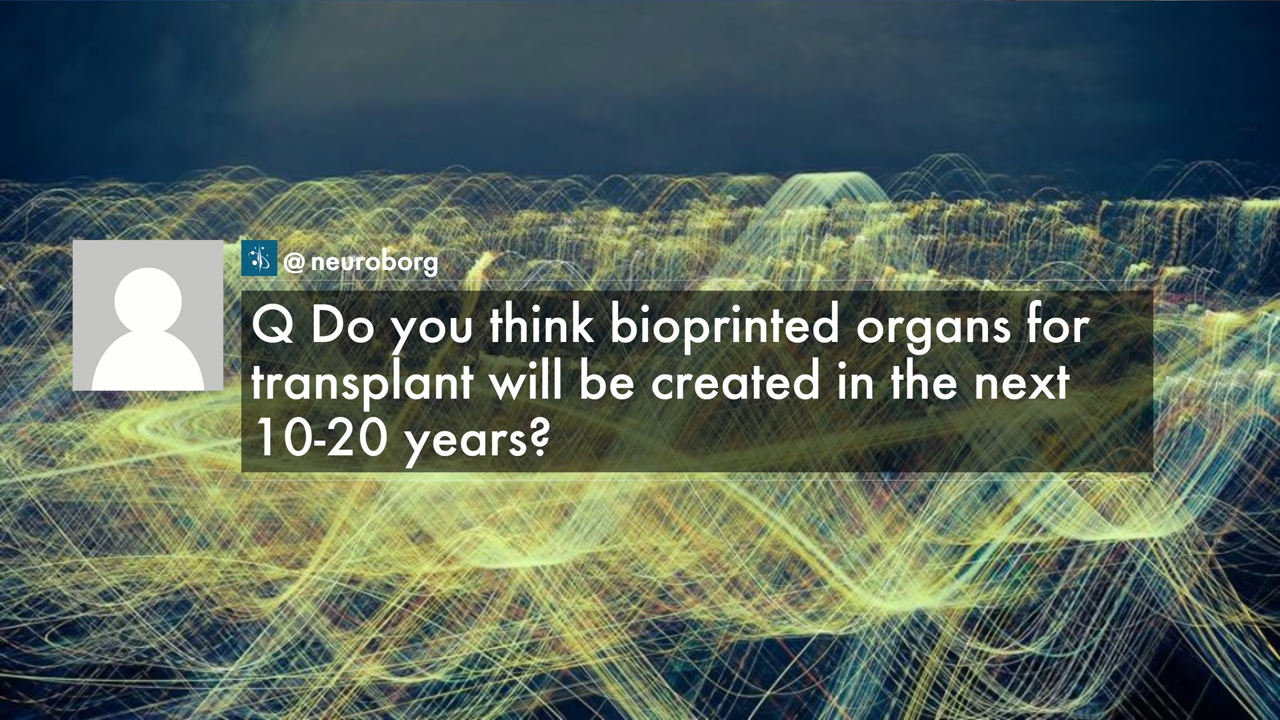 @neuroborg
Q Do you think bioprinted organs for
transplant will be created in the next
10-20 years?